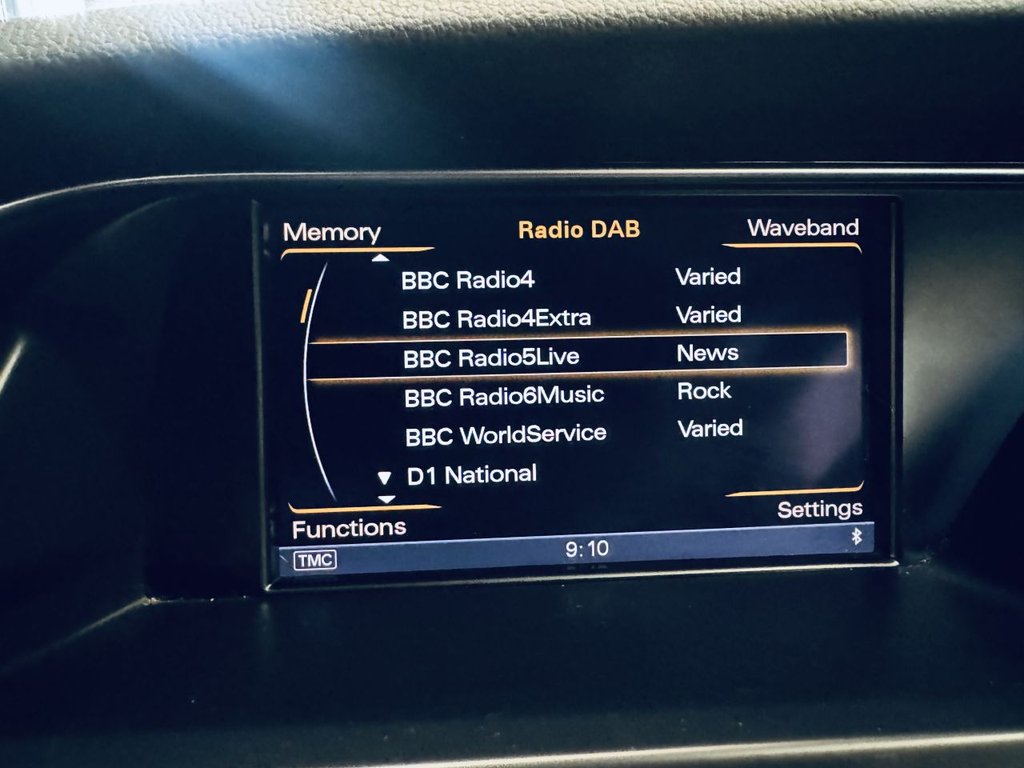 Memory Radio DAB Waveband
BBC Radio4 Varied
BBC Radio4Extra Varied
BBC Radio5Live News
BBC Radio6Music Rock
BBC WorldService Varied
D1 National
Functions Settings
TMC 9:10